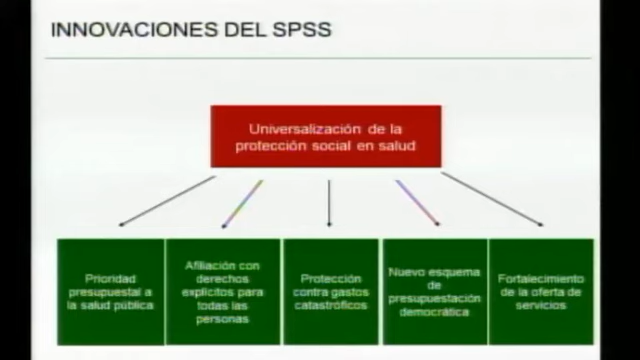 INNOVACIONES DEL SPSS
Universalización de la
protección social en salud
Prioridad
presupuestal a
la salud pública
Afiliación con
derechos
explícitos para
todas las
personas
Protección
contra gastos
catastróficos
Nuevo esquema
de
presupuestación
democrática
Fortalecimiento
de la oferta de
servicios